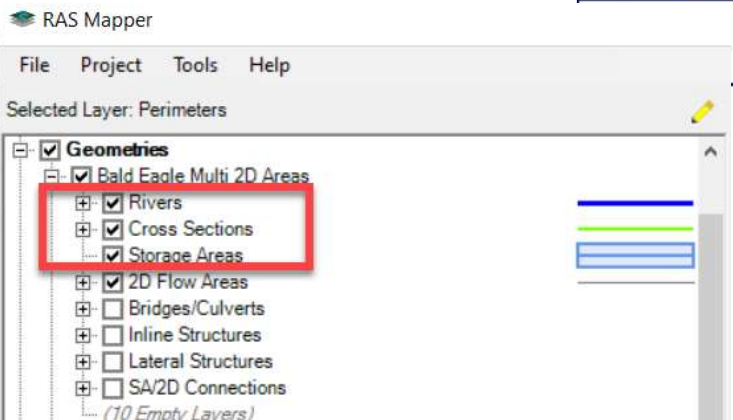 RAS Mapper
File Project Tools Help
Selected Layer: Perimeters
Geometries
Bald Eagle Multi 2D Areas
Rivers
Cross Sections
Storage Areas
2D Flow Areas
Bridges/Culverts
Inline Structures
Lateral Structures
SA/2D Connections
(10 Empty Layers)